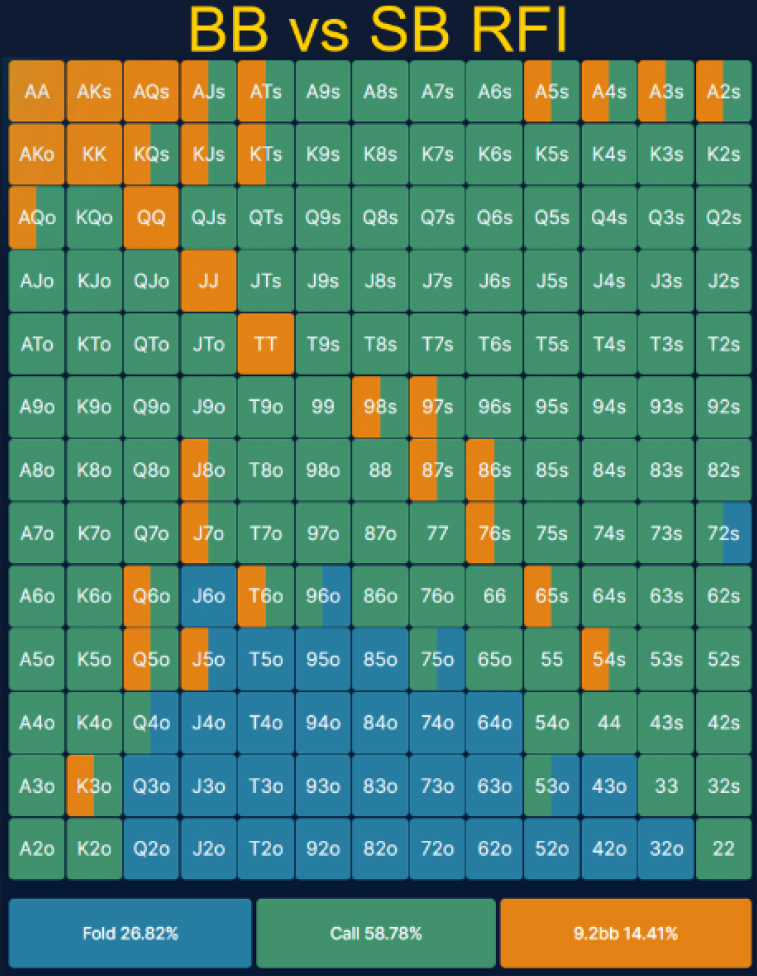 BB vs SB RFI
AA AKs AQs AJs ATs A9s A8s A7s A6s A5s A4s A3s A2s
AKo KK KQs KJs KTs K9s K8s K7s K6s K5s K4s K3s K2s
AQo KQo QQ QJs QTs Q9s Q8s Q7s Q6s Q5s Q4s Q3s Q2s
AJo KJo QJo JJ JTs J9s J8s J7s J6s J5s J4s J3s J2s
ATo KTo QTo JTo TT T9s T8s T7s T6s T5s T4s T3s T2s
A9o K9o Q9o J9o T9o 99 98s 97s 96s 95s 94s 93s 92s
A8o K8o Q8o J8o T8o 98o 88 87s 86s 85s 84s 83s 82s
A7o K7o Q7o J7o T7o 97o 87o 77 76s 75s 74s 73s 72s
A6o K6o Q6o J6o T6o 96o 86o 76o 66 65s 64s 63s 62s
A5o K5o Q5o J5o T5o 95o 85o 75o 65o 55 54s 53s 52s
A4o K4o Q4o J4o T4o 94o 84o 74o 64o 54o 44 43s 42s
A3o K3o Q3o J3o T3o 93o 83o 73o 63o 53o 43o 33 32s
A2o K2o Q2o J2o T2o 92o 82o 72o 62o 52o 42o 32o 22
Fold 26.82% Call 58.78% 9.2bb 14.41%